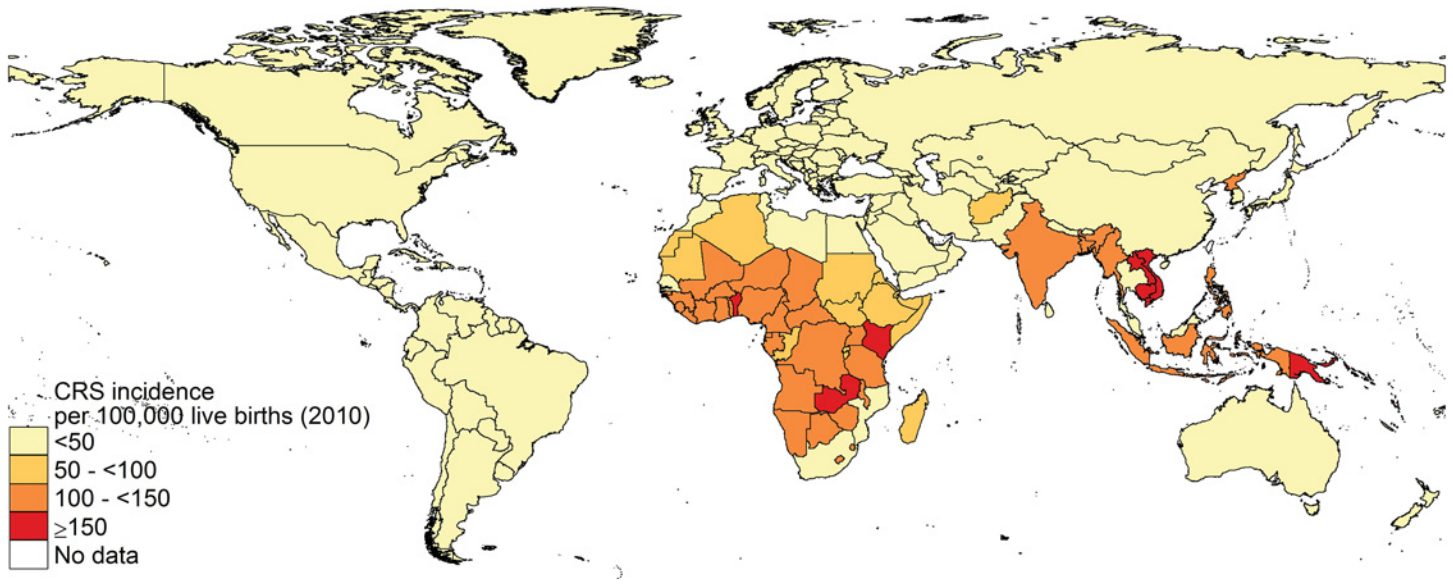 CRS incidence
per 100,000 live births (2010)
<50
50 - <100
100 - <150
≥150
No data